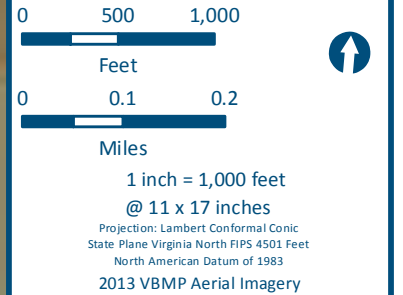 0 500 1,000
Feet
0 0.1 0.2
Miles
1 inch = 1,000 feet
@ 11 x 17 inches
Projection: Lambert Conformal Conic
State Plane Virginia North FIPS 4501 Feet
North American Datum of 1983
2013 VBMP Aerial Imagery